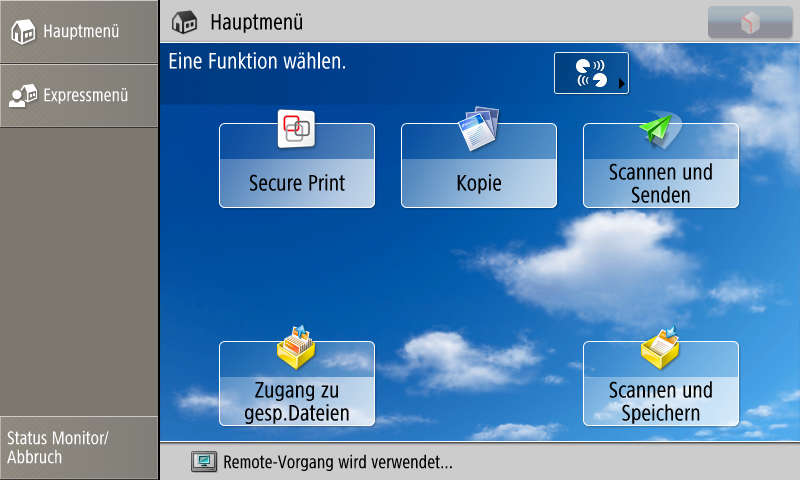 Hauptmenü
Expressmenü
Status Monitor/
Abbruch
Hauptmenü
Eine Funktion wählen.
Secure Print
Kopie
Scannen und
Senden
Zugang zu
gesp.Dateien
Scannen und
Speichern
Remote-Vorgang wird verwendet...